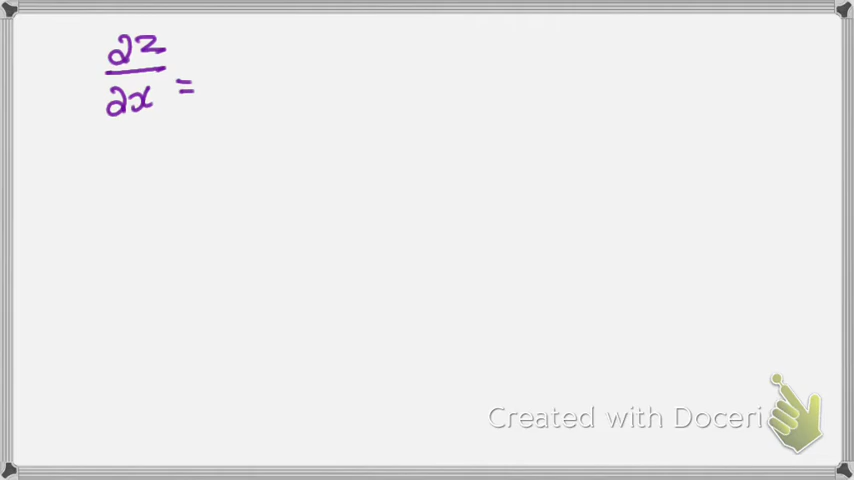 ∂z
∂x =
Created with Doceri